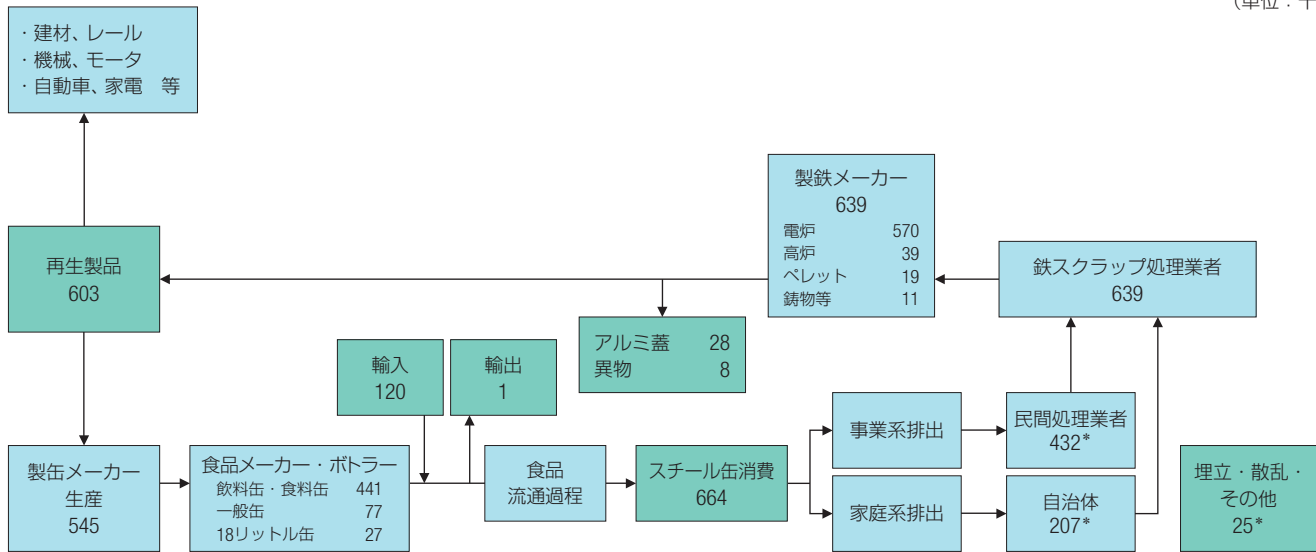 （単位：千
・建材、レール
・機械、モータ
・自動車、家電　等
製鉄メーカー
639
電炉 570
高炉 39
ペレット 19
鋳物等 11
鉄スクラップ処理業者
639
再生製品
603
アルミ蓋 28
異物 8
輸入
120
輸出
1
製缶メーカー
生産
545
食品メーカー・ボトラー
飲料缶・食料缶 441
一般缶 77
18リットル缶 27
食品
流通過程
スチール缶消費
664
事業系排出
家庭系排出
民間処理業者
432*
自治体
207*
埋立・散乱・
その他
25*